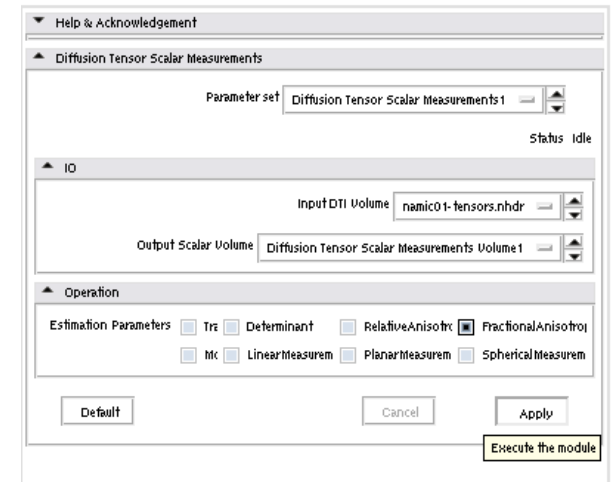 Help & Acknowledgement
Diffusion Tensor Scalar Measurements
Parameter set Diffusion Tensor Scalar Measurements1
Status Idle
IO
Input DTI Volume namic01-tensors.nhdr
Output Scalar Volume Diffusion Tensor Scalar Measurements Volume1
Operation
Estimation Parameters Tra Determinant RelativeAnisotro FractionalAnisotrop
Mo LinearMeasurem PlanarMeasurem SphericalMeasurem
Default Cancel Apply
Execute the module